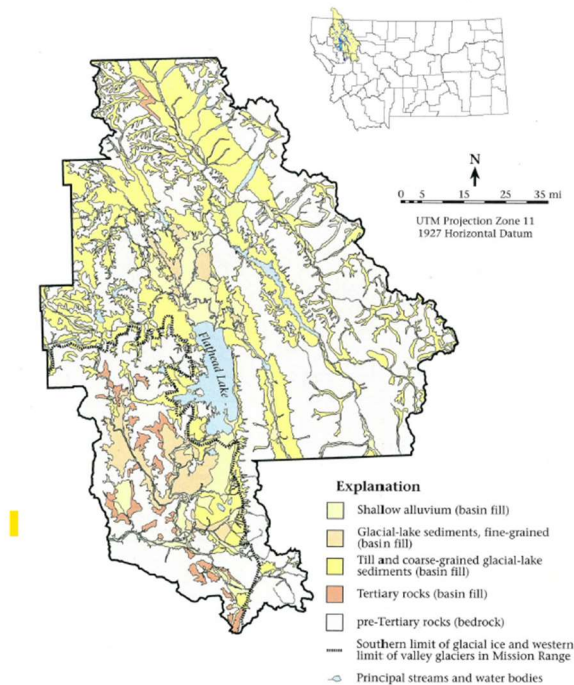 N
0 5 15 25 35 mi
UTM Projection Zone 11
1927 Horizontal Datum
Flathead Lake
Explanation
Shallow alluvium (basin fill)
Glacial-lake sediments, fine-grained
(basin fill)
Till and coarse-grained glacial-lake
sediments (basin fill)
Tertiary rocks (basin fill)
pre-Tertiary rocks (bedrock)
Southern limit of glacial ice and western
limit of valley glaciers in Mission Range
Principal streams and water bodies